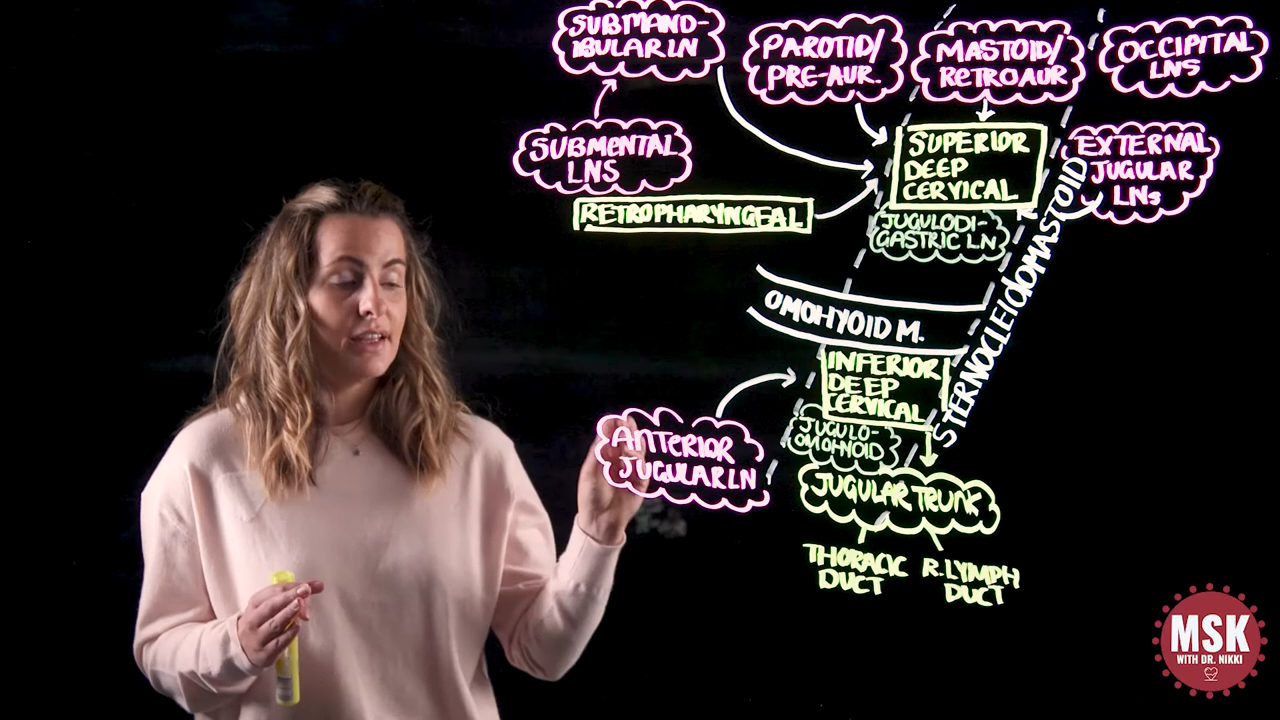 SUBMAND-
IBULAR LN
PAROTID/
PRE-AUR.
MASTOID/
RETROAUR
OCCIPITAL
LNS
SUBMENTAL
LNS
SUPERIOR
DEEP
CERVICAL
EXTERNAL
JUGULAR
LNs
RETROPHARYNGEAL
JUGULODI-
GASTRIC LN
STERNOCLEIDOMASTOID
OMOHYOID M.
INFERIOR
DEEP
CERVICAL
ANTERIOR
JUGULAR LN
JUGULO-
OMOHYOID
JUGULAR TRUNK
THORACIC
DUCT
R. LYMPH
DUCT
MSK
WITH DR. NIKKI